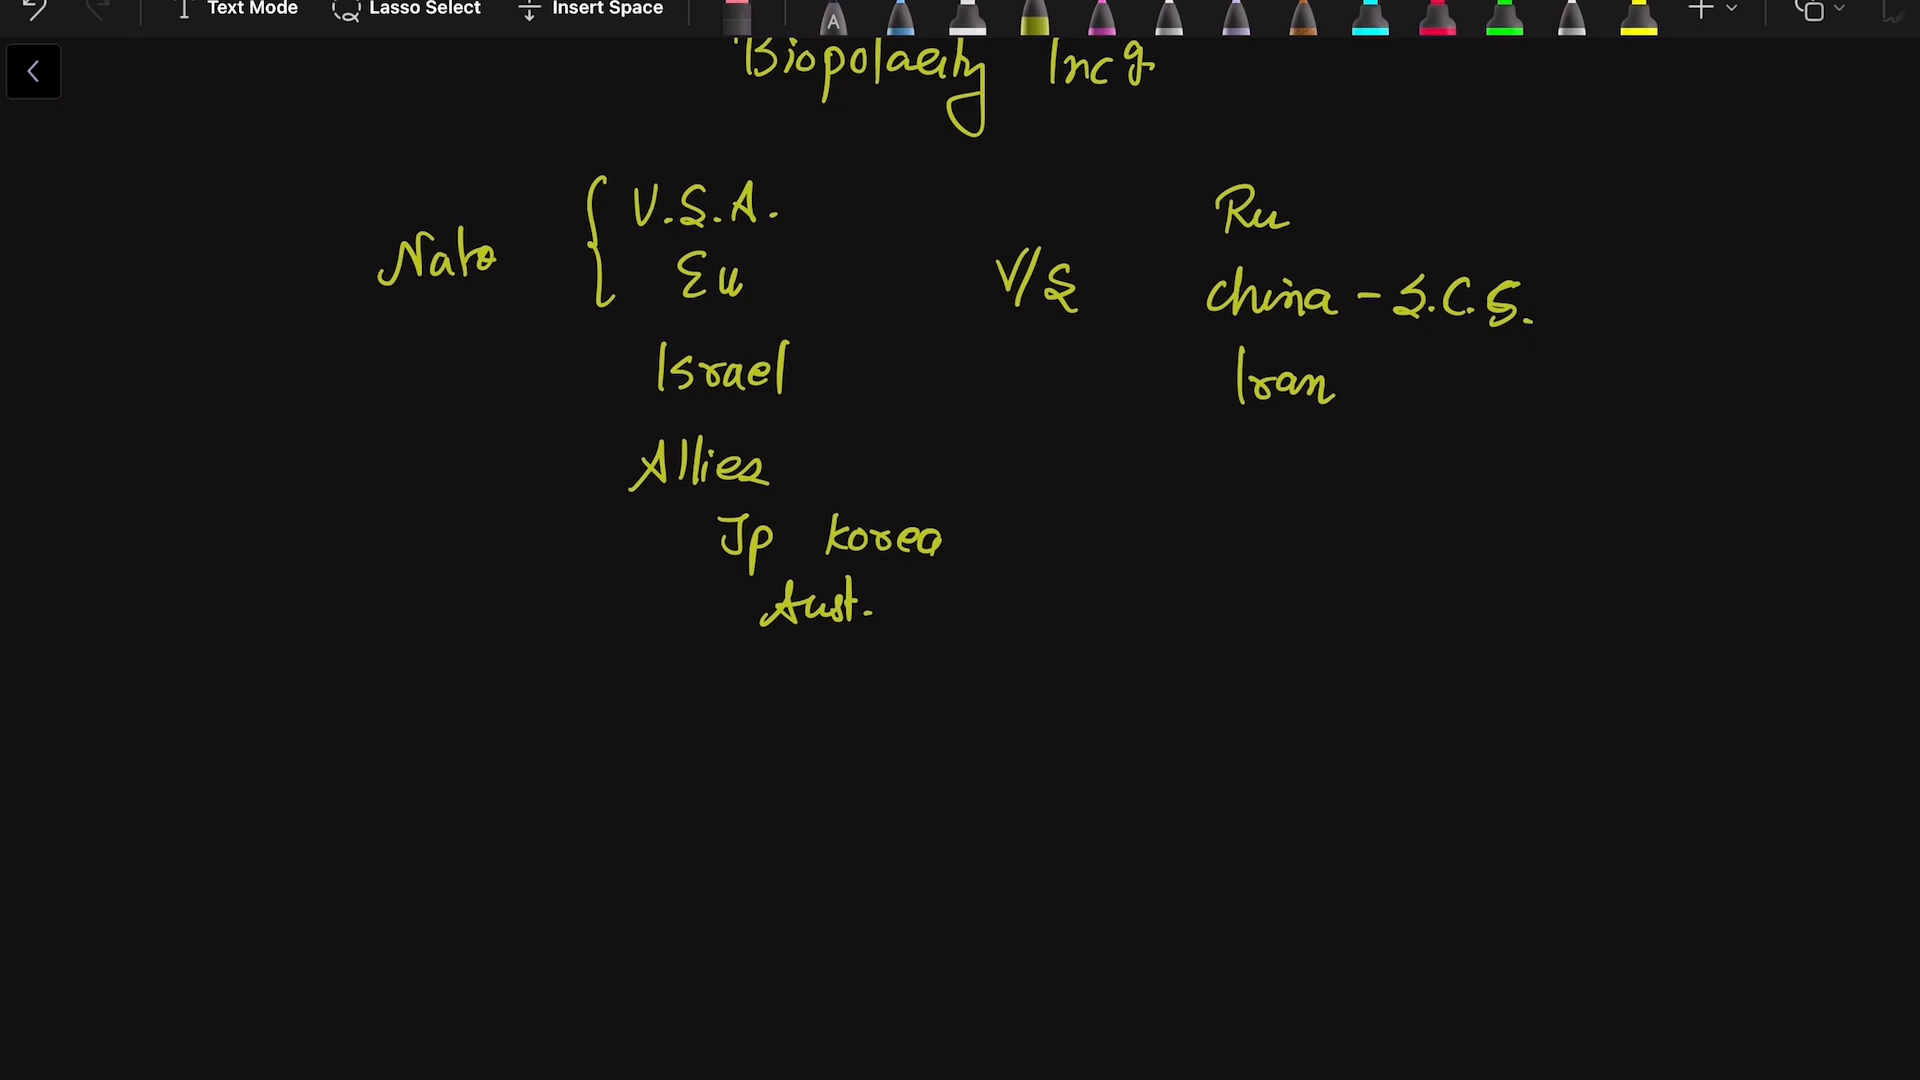 Text Mode Lasso Select Insert Space
A
Biopolarity Incg
Nato { U.S.A. V/S Ru
Eu China - S.C.S.
Israel Iran
Allies
Jp Korea
Aust.